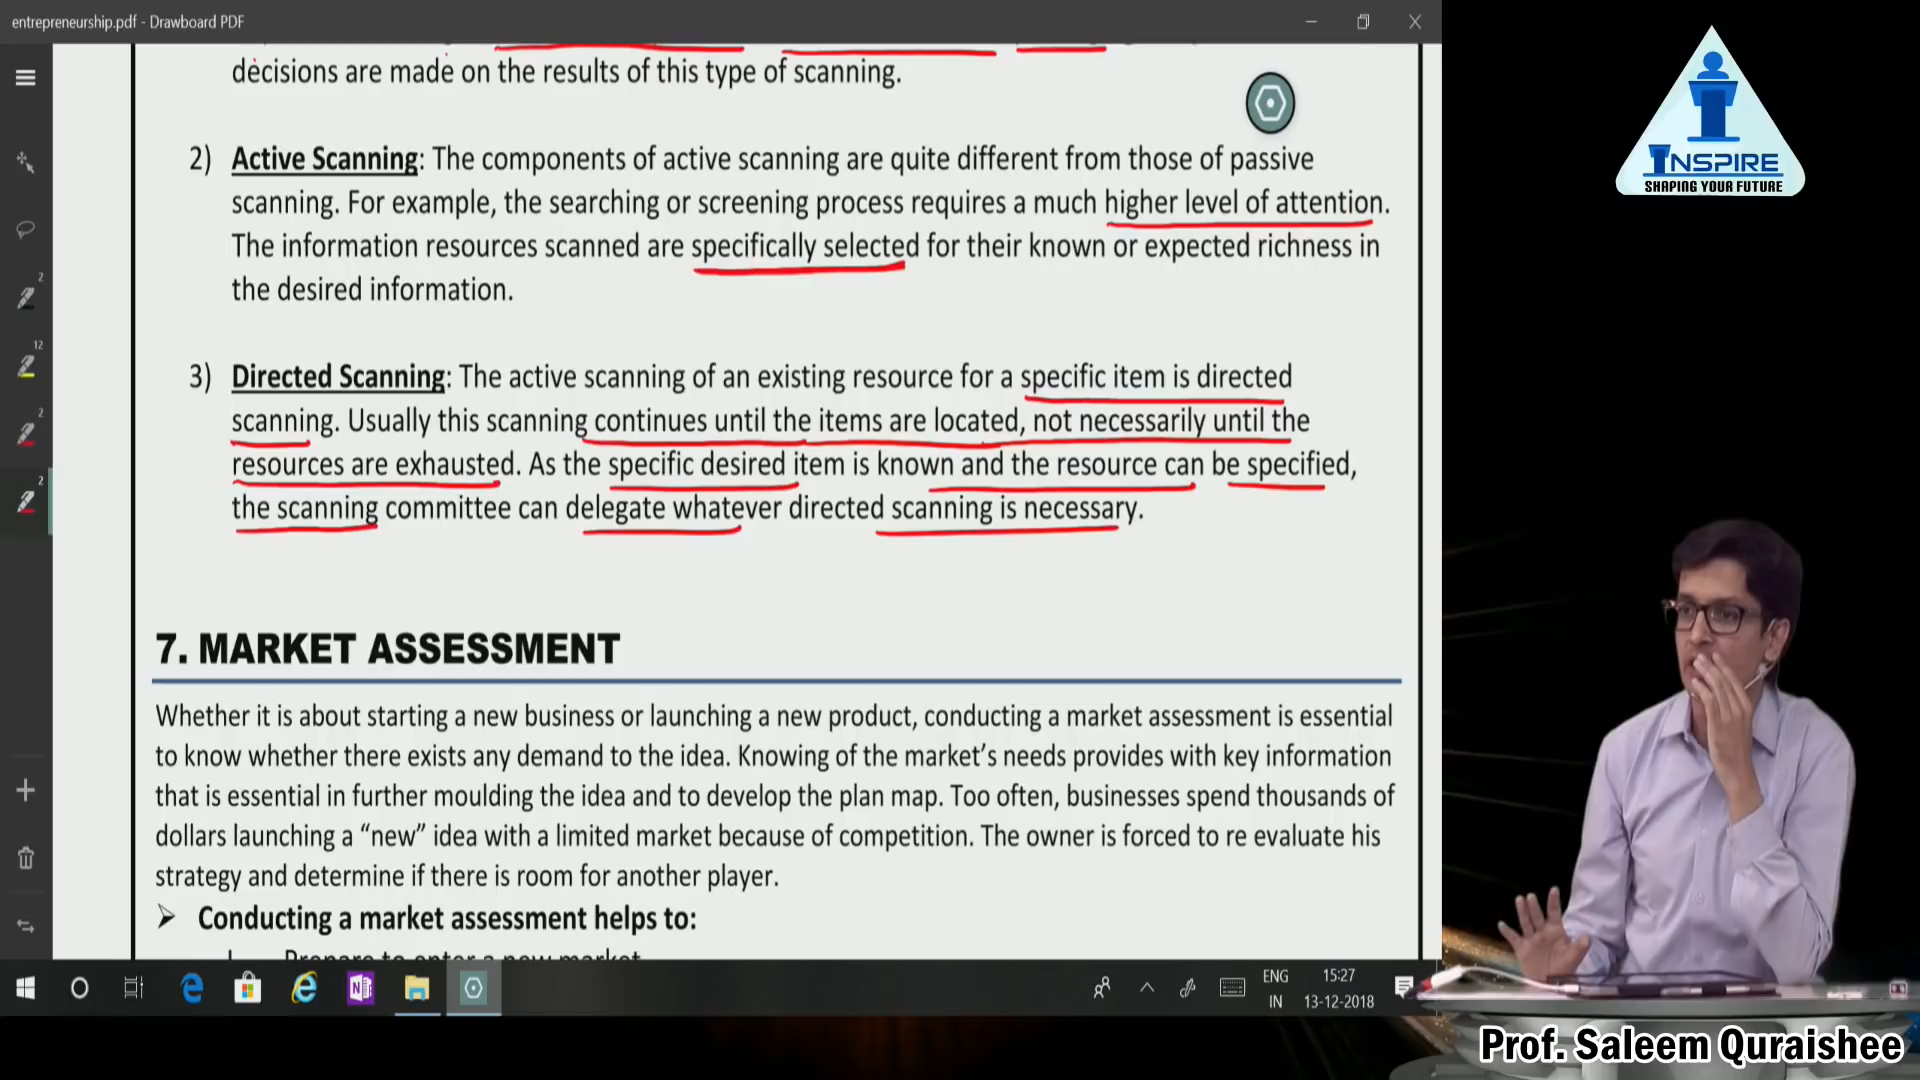 entrepreneurship.pdf - Drawboard PDF
decisions are made on the results of this type of scanning.
2) Active Scanning: The components of active scanning are quite different from those of passive
scanning. For example, the searching or screening process requires a much higher level of attention.
The information resources scanned are specifically selected for their known or expected richness in
the desired information.
3) Directed Scanning: The active scanning of an existing resource for a specific item is directed
scanning. Usually this scanning continues until the items are located, not necessarily until the
resources are exhausted. As the specific desired item is known and the resource can be specified,
the scanning committee can delegate whatever directed scanning is necessary.
7. MARKET ASSESSMENT
Whether it is about starting a new business or launching a new product, conducting a market assessment is essential
to know whether there exists any demand to the idea. Knowing of the market's needs provides with key information
that is essential in further moulding the idea and to develop the plan map. Too often, businesses spend thousands of
dollars launching a “new” idea with a limited market because of competition. The owner is forced to re evaluate his
strategy and determine if there is room for another player.
➢ Conducting a market assessment helps to:
Prepare to enter a new market
2
12
2
2
ENG
IN
15:27
13-12-2018
INSPIRE
SHAPING YOUR FUTURE
Prof. Saleem Quraishee